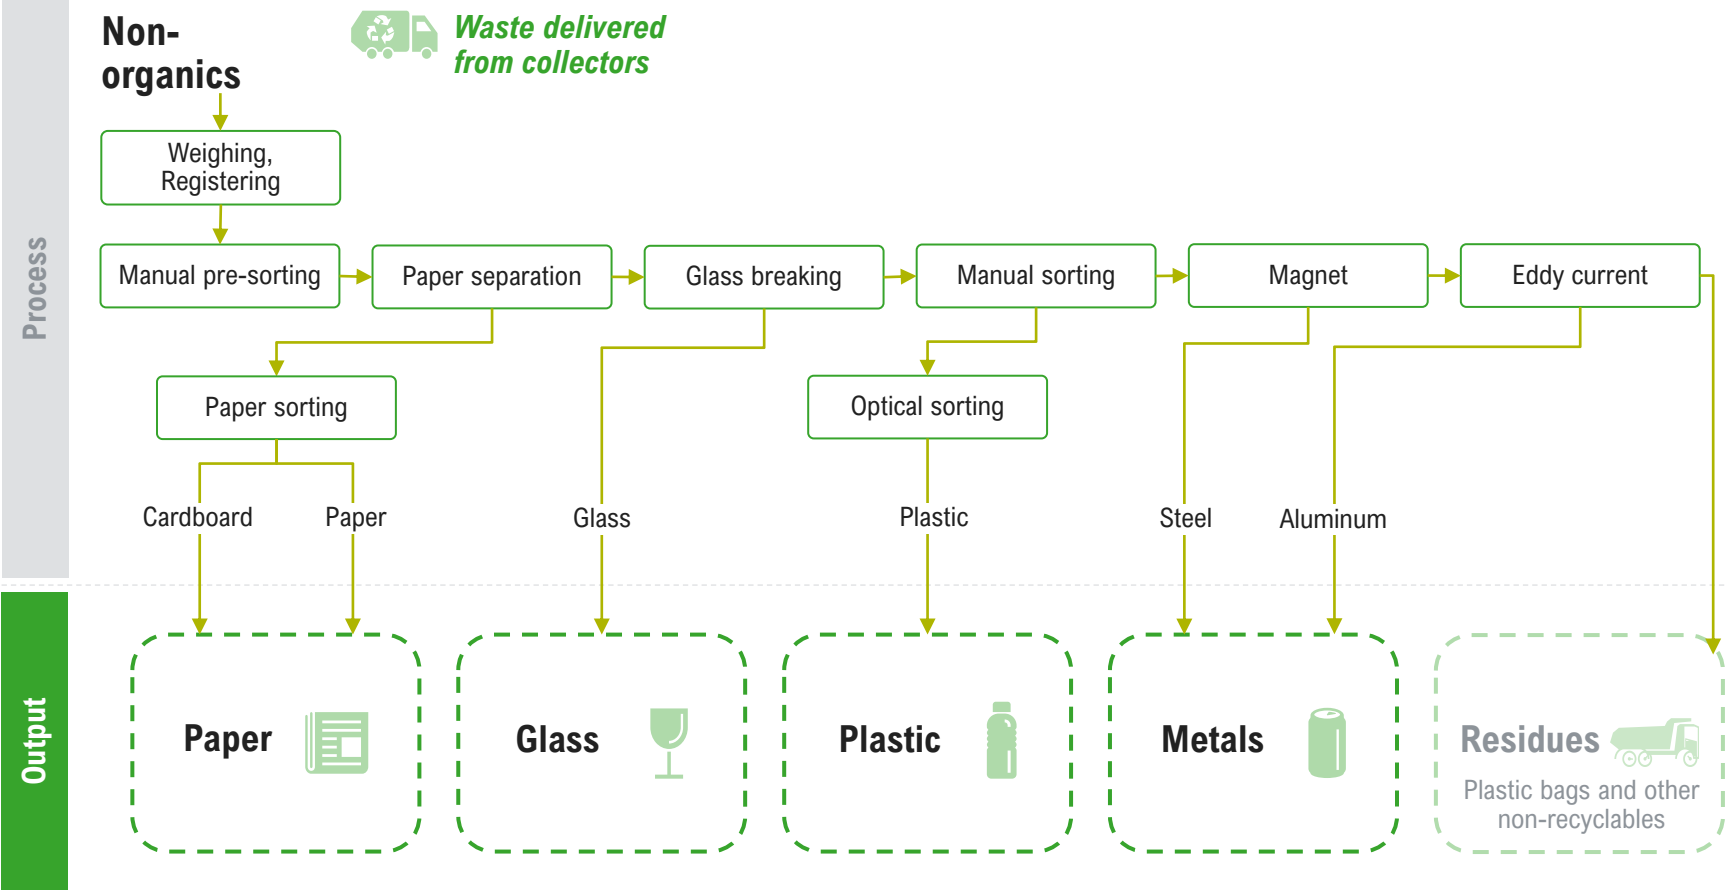 Non-
organics
Waste delivered
from collectors
Weighing,
Registering
Process
Manual pre-sorting
Paper separation
Glass breaking
Manual sorting
Magnet
Eddy current
Paper sorting
Optical sorting
Cardboard
Paper
Glass
Plastic
Steel
Aluminum
Output
Paper
Glass
Plastic
Metals
Residues
Plastic bags and other
non-recyclables